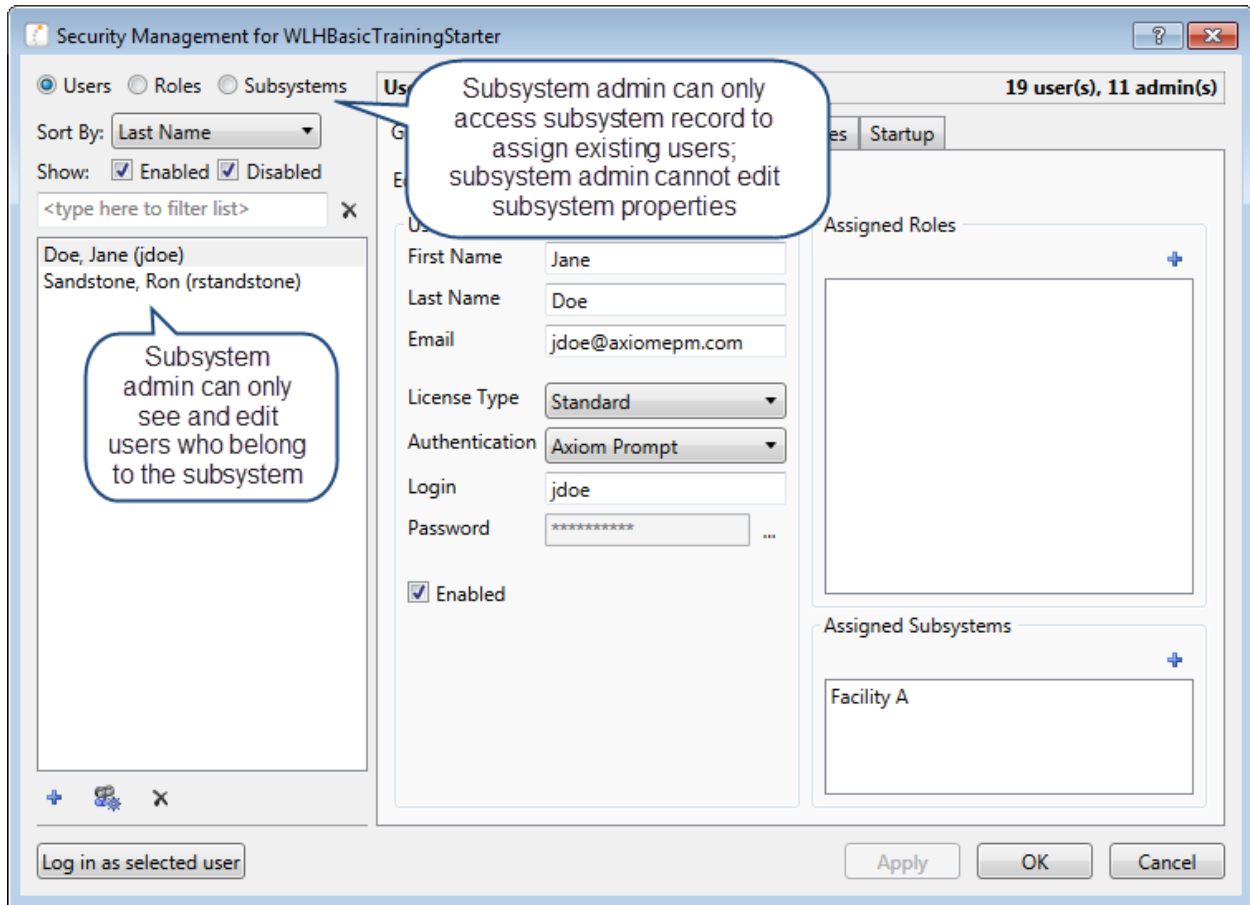 Security Management for WLHBasicTrainingStarter
?
Users Roles Subsystems
Sort By: Last Name
Show: Enabled Disabled
<type here to filter list>
Doe, Jane (jdoe)
Sandstone, Ron (rstandstone)
Subsystem
admin can only
see and edit
users who belong
to the subsystem
Log in as selected user
Subsystem admin can only
access subsystem record to
assign existing users;
subsystem admin cannot edit
subsystem properties
19 user(s), 11 admin(s)
Startup
First Name Jane
Last Name Doe
Email jdoe@axiomepm.com
License Type Standard
Authentication Axiom Prompt
Login jdoe
Password **********
...
Enabled
Assigned Roles
Assigned Subsystems
Facility A
Apply OK Cancel